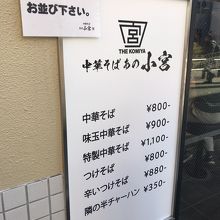 お並び下さい。
宮
THE KOMIYA
中華そば あの小宮
中華そば ¥800-
味玉中華そば ¥900-
特製中華そば ¥1,100-
つけそば ¥800-
辛いつけそば ¥880-
隣の半チャーハン ¥350-